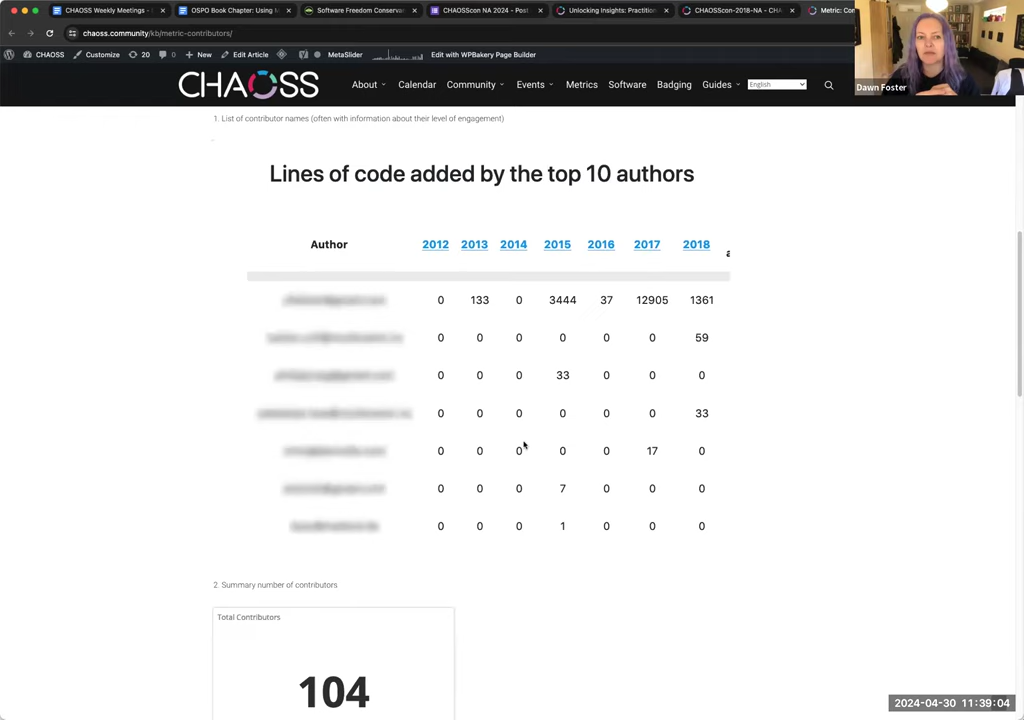 CHAOSS Weekly Meetings -
OSPO Book Chapter: Using M
Software Freedom Conservan
CHAOSScon NA 2024 - Post
Unlocking Insights: Practition
CHAOSScon-2018-NA - CHA
Metric: Con
chaoss.community/kb/metric-contributors/
CHAOSS
Customize
20
0
New
Edit Article
MetaSlider
Edit with WPBakery Page Builder
Dawn Foster
CHAOSS
About
Calendar
Community
Events
Metrics
Software
Badging
Guides
English
1. List of contributor names (often with information about their level of engagement)
Lines of code added by the top 10 authors
Author 2012 2013 2014 2015 2016 2017 2018 a
0 133 0 3444 37 12905 1361
0 0 0 0 0 0 59
0 0 0 33 0 0 0
0 0 0 0 0 0 33
0 0 0 0 0 17 0
0 0 0 7 0 0 0
0 0 0 1 0 0 0
2. Summary number of contributors
Total Contributors
104
2024-04-30 11:39:04